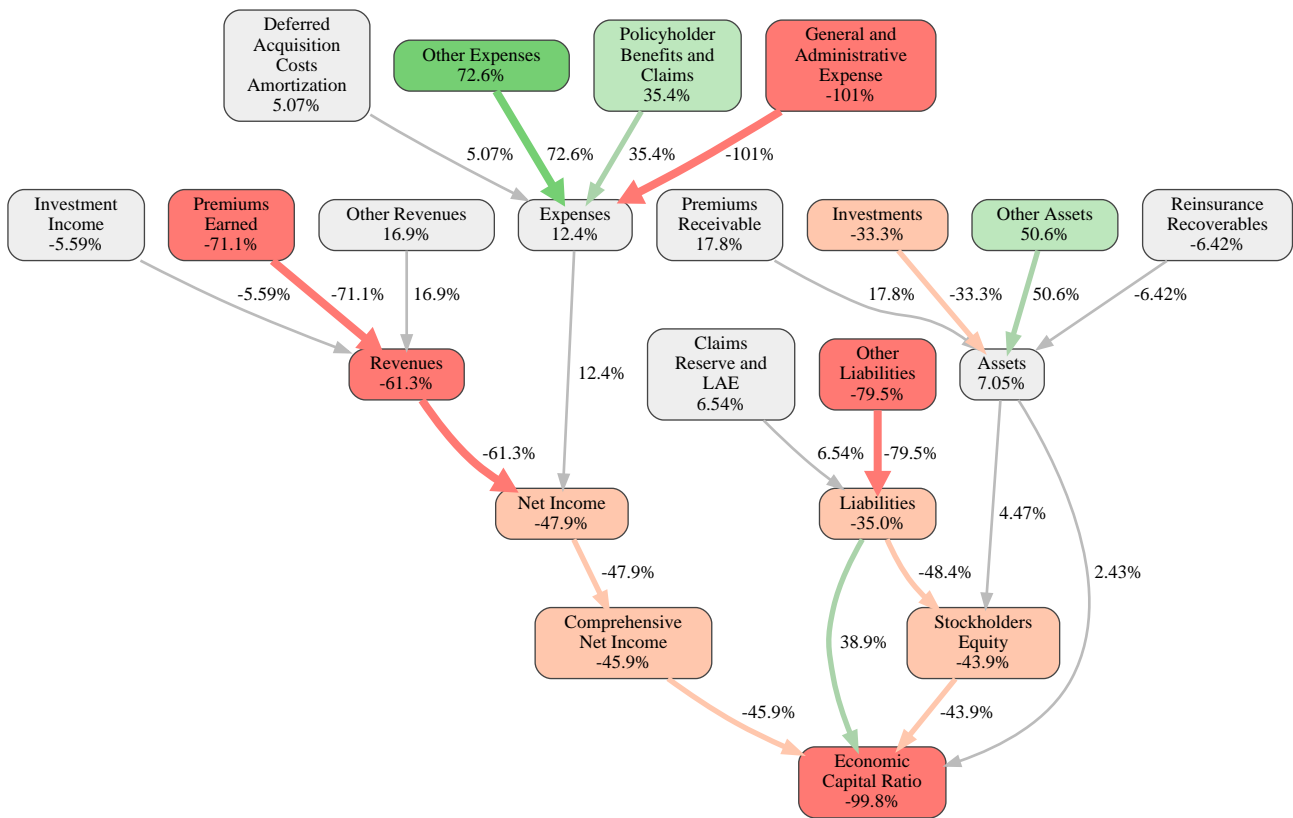 Deferred
Acquisition
Costs
Amortization
5.07%
Other Expenses
72.6%
Policyholder
Benefits and
Claims
35.4%
General and
Administrative
Expense
-101%
5.07%
72.6%
35.4%
-101%
Investment
Income
-5.59%
Premiums
Earned
-71.1%
Other Revenues
16.9%
Expenses
12.4%
Premiums
Receivable
17.8%
Investments
-33.3%
Other Assets
50.6%
Reinsurance
Recoverables
-6.42%
-5.59%
-71.1%
16.9%
17.8%
-33.3%
50.6%
-6.42%
Revenues
-61.3%
12.4%
Claims
Reserve and
LAE
6.54%
Other
Liabilities
-79.5%
Assets
7.05%
-61.3%
6.54%
-79.5%
Net Income
-47.9%
Liabilities
-35.0%
4.47%
2.43%
-47.9%
-48.4%
Comprehensive
Net Income
-45.9%
38.9%
Stockholders
Equity
-43.9%
-45.9%
-43.9%
Economic
Capital Ratio
-99.8%